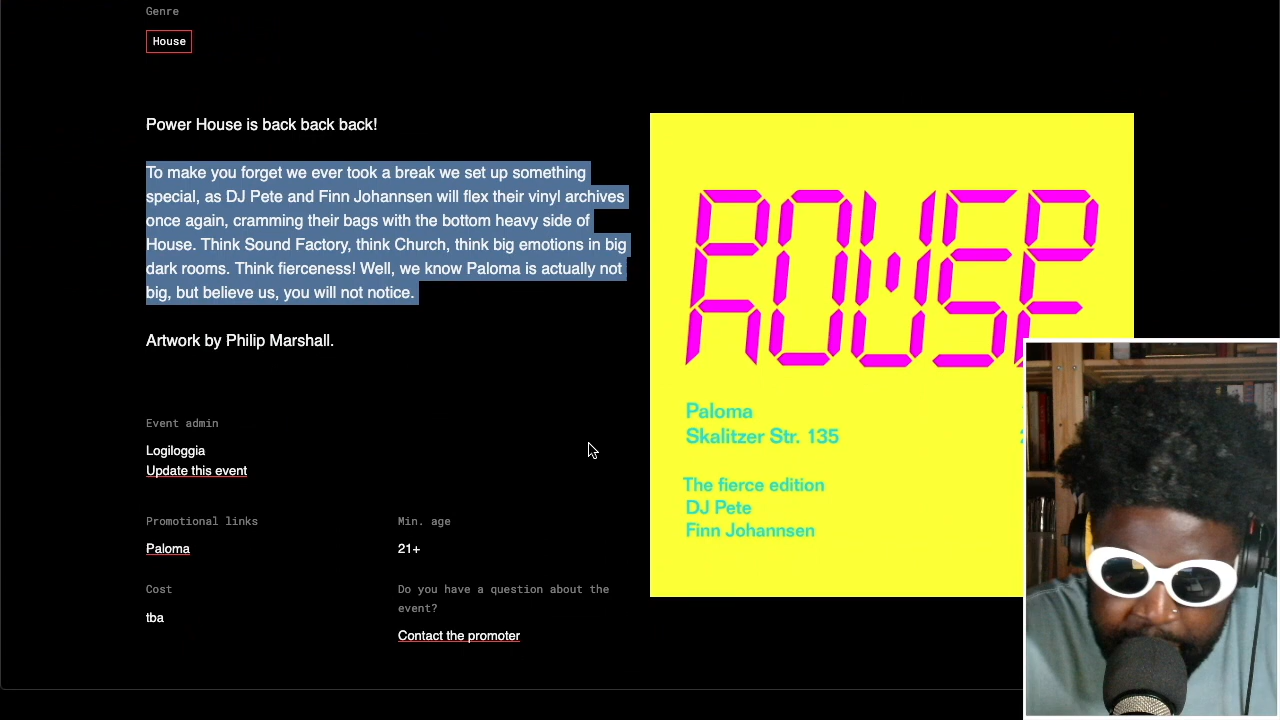 Genre
House
Power House is back back back!
To make you forget we ever took a break we set up something
special, as DJ Pete and Finn Johannsen will flex their vinyl archives
once again, cramming their bags with the bottom heavy side of
House. Think Sound Factory, think Church, think big emotions in big
dark rooms. Think fierceness! Well, we know Paloma is actually not
big, but believe us, you will not notice.
Artwork by Philip Marshall.
Event admin
Logiloggia
Update this event
Promotional links
Paloma
Min. age
21+
Cost
tba
Do you have a question about the
event?
Contact the promoter
POWER
HOUSE
Paloma
Skalitzer Str. 135
The fierce edition
DJ Pete
Finn Johannsen